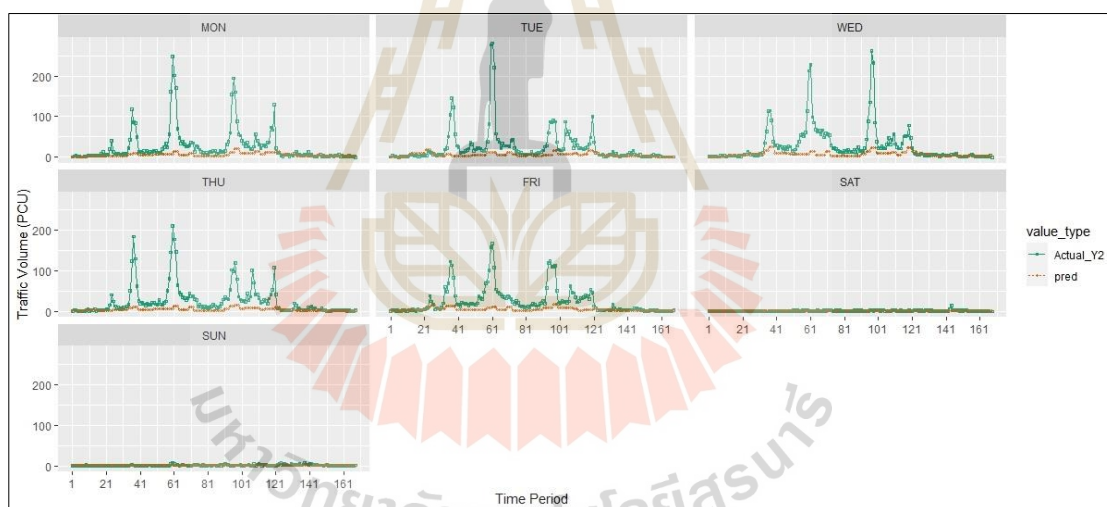 MON TUE WED
200
100
0
THU FRI SAT
200
100
0
1 21 41 61 81 101 121 141 161 1 21 41 61 81 101 121 141 161
SUN
200
100
0
1 21 41 61 81 101 121 141 161
Traffic Volume (PCU)
Time Period
value_type
Actual_Y2
pred